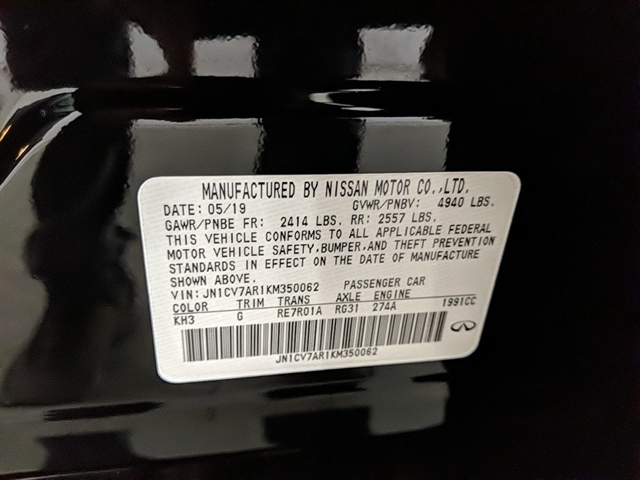 MANUFACTURED BY NISSAN MOTOR CO.,LTD.
DATE: 05/19 GVWR/PNBV: 4940 LBS.
GAWR/PNBE FR: 2414 LBS. RR: 2557 LBS.
THIS VEHICLE CONFORMS TO ALL APPLICABLE FEDERAL
MOTOR VEHICLE SAFETY,BUMPER,AND THEFT PREVENTION
STANDARDS IN EFFECT ON THE DATE OF MANUFACTURE
SHOWN ABOVE.
VIN: JN1CV7AR1KM350062 PASSENGER CAR
COLOR TRIM TRANS AXLE ENGINE
KH3 G RE7R01A RG31 274A 1991CC
JN1CV7AR1KM350062